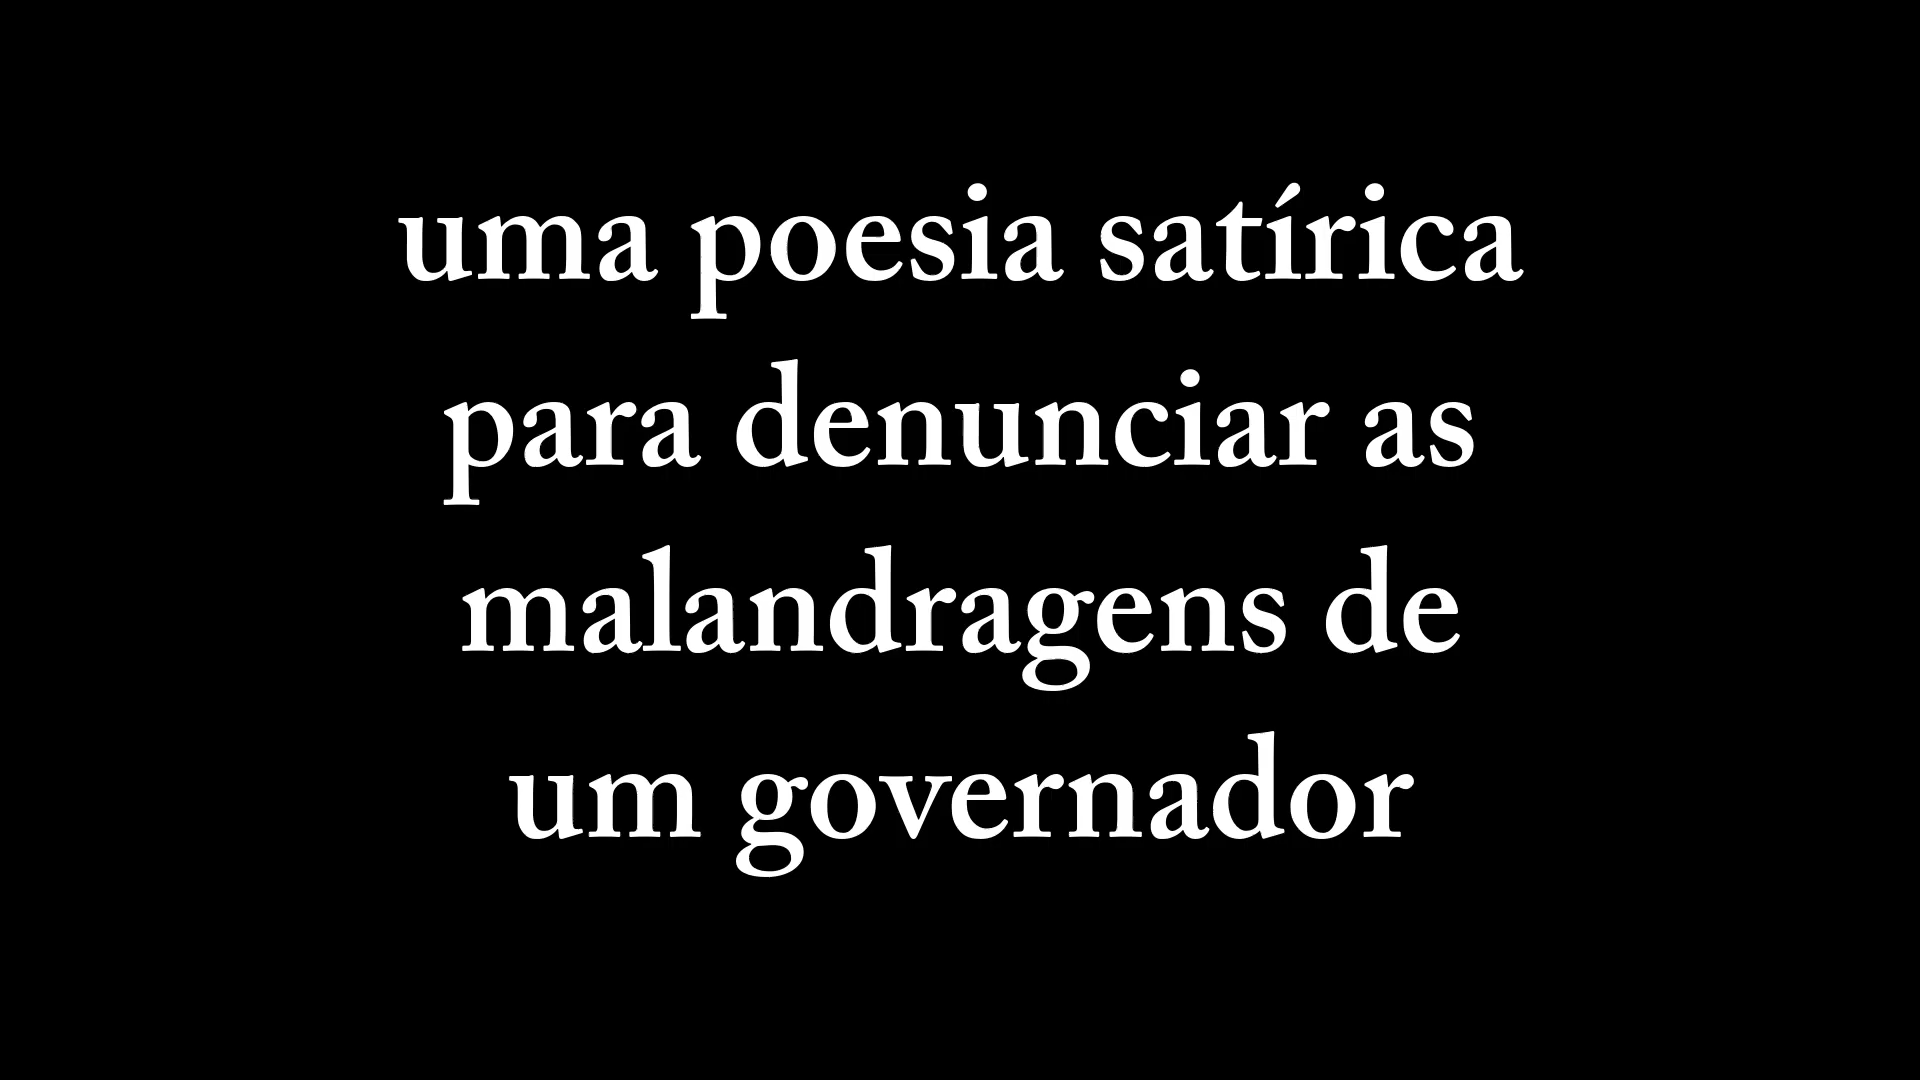 uma poesia satírica
para denunciar as
malandragens de
um governador